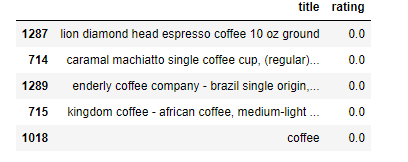 title rating
1287 lion diamond head espresso coffee 10 oz ground 0.0
714 caramal machiatto single coffee cup, (regular)... 0.0
1289 enderly coffee company - brazil single origin,... 0.0
715 kingdom coffee - african coffee, medium-light ... 0.0
1018 coffee 0.0